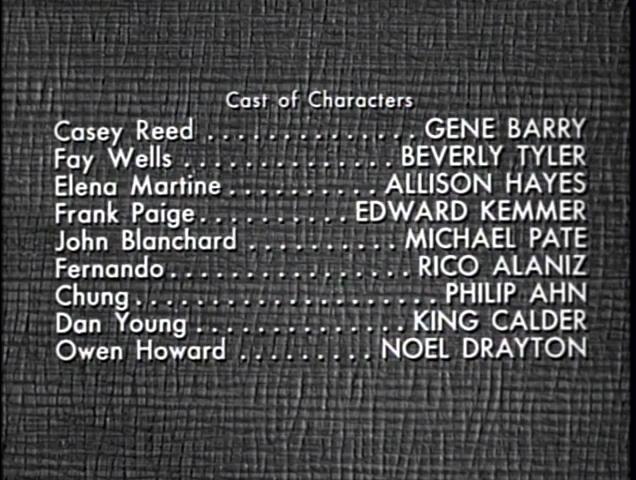 Cast of Characters
Casey Reed ............... GENE BARRY
Fay Wells ............... BEVERLY TYLER
Elena Martine ........... ALLISON HAYES
Frank Paige .......... EDWARD KEMMER
John Blanchard .......... MICHAEL PATE
Fernando ................. RICO ALANIZ
Chung ..................... PHILIP AHN
Dan Young ............... KING CALDER
Owen Howard ......... NOEL DRAYTON